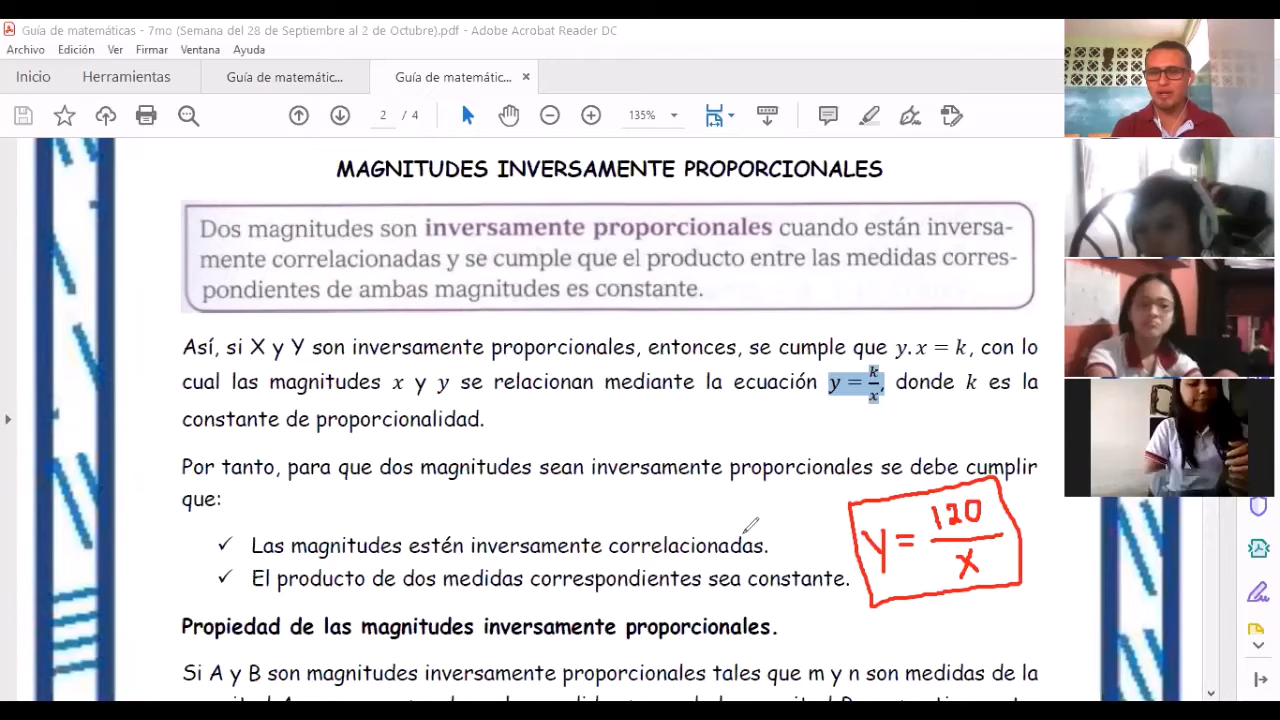 Guía de matemáticas - 7mo (Semana del 28 de Septiembre al 2 de Octubre).pdf - Adobe Acrobat Reader DC
Archivo Edición Ver Firmar Ventana Ayuda
Inicio Herramientas Guía de matemátic... Guía de matemátic... ×
2 / 4 135%
MAGNITUDES INVERSAMENTE PROPORCIONALES
Dos magnitudes son inversamente proporcionales cuando están inversa-
mente correlacionadas y se cumple que el producto entre las medidas corres-
pondientes de ambas magnitudes es constante.
Así, si X y Y son inversamente proporcionales, entonces, se cumple que y. x = k, con lo
cual las magnitudes x y y se relacionan mediante la ecuación y = k/x, donde k es la
constante de proporcionalidad.
Por tanto, para que dos magnitudes sean inversamente proporcionales se debe cumplir
que:
✓ Las magnitudes estén inversamente correlacionadas.
✓ El producto de dos medidas correspondientes sea constante.
y = 120/x
Propiedad de las magnitudes inversamente proporcionales.
Si A y B son magnitudes inversamente proporcionales tales que m y n son medidas de la